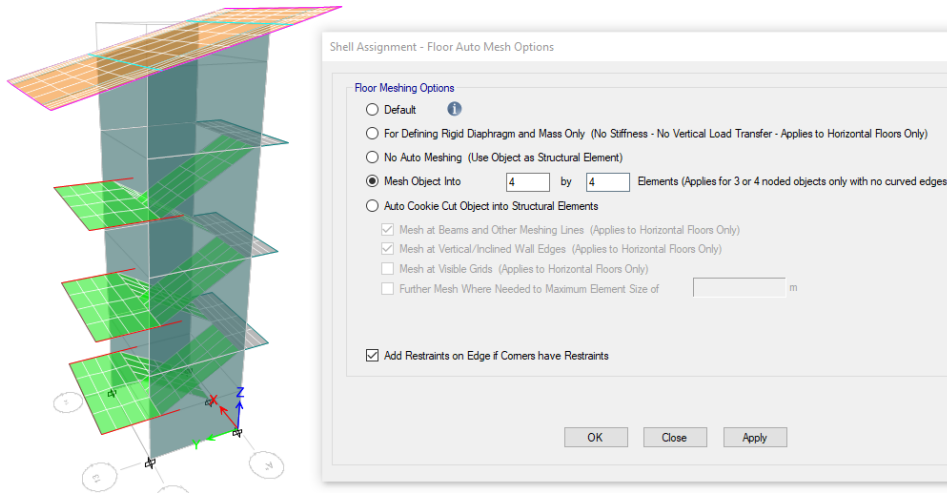 Shell Assignment - Floor Auto Mesh Options
Floor Meshing Options
Default
For Defining Rigid Diaphragm and Mass Only (No Stiffness - No Vertical Load Transfer - Applies to Horizontal Floors Only)
No Auto Meshing (Use Object as Structural Element)
Mesh Object Into 4 by 4 Elements (Applies for 3 or 4 noded objects only with no curved edges
Auto Cookie Cut Object into Structural Elements
Mesh at Beams and Other Meshing Lines (Applies to Horizontal Floors Only)
Mesh at Vertical/Inclined Wall Edges (Applies to Horizontal Floors Only)
Mesh at Visible Grids (Applies to Horizontal Floors Only)
Further Mesh Where Needed to Maximum Element Size of m
Add Restraints on Edge if Corners have Restraints
OK Close Apply
Z
X
Y